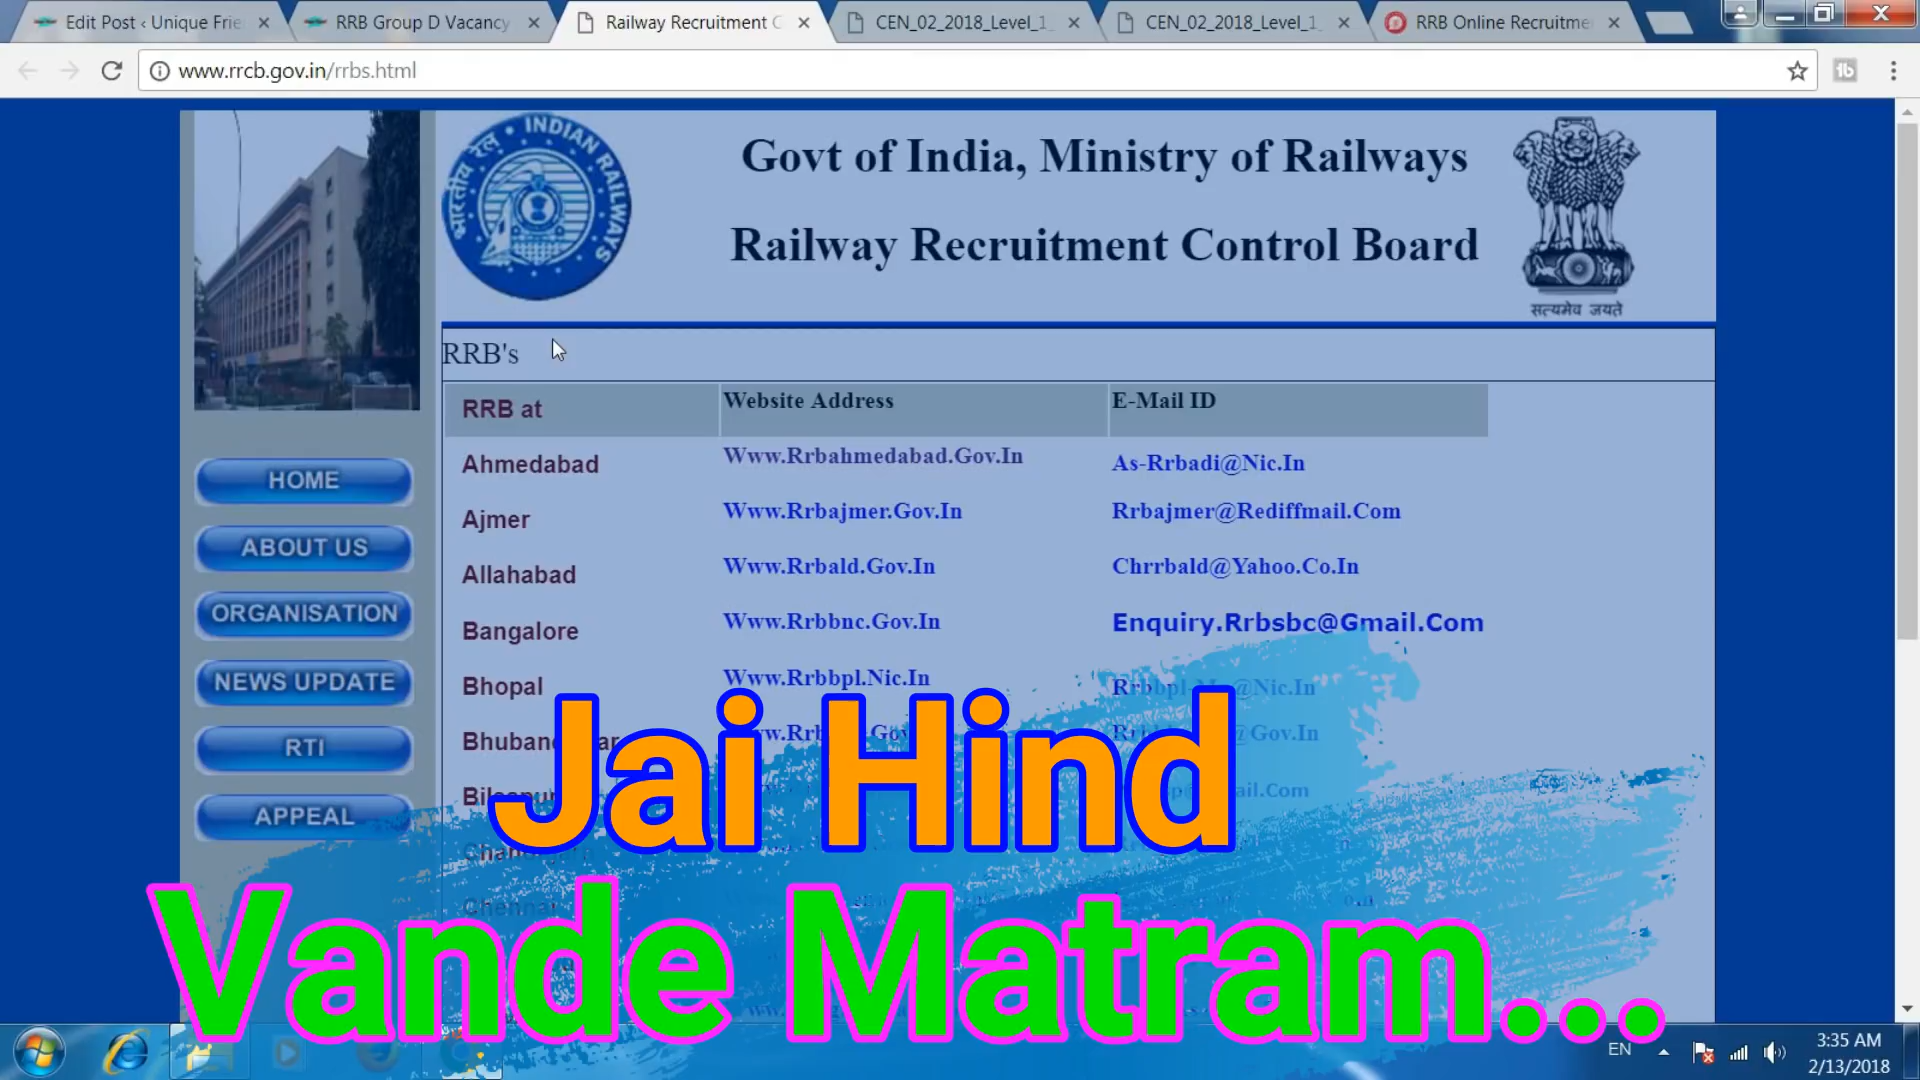 Edit Post ‹ Unique Frie
RRB Group D Vacancy
Railway Recruitment C
CEN_02_2018_Level_1_
CEN_02_2018_Level_1_
RRB Online Recruitme
www.rrcb.gov.in/rrbs.html
भारतीय रेल INDIAN RAILWAYS
Govt of India, Ministry of Railways
Railway Recruitment Control Board
सत्यमेव जयते
RRB's
RRB at Website Address E-Mail ID
Ahmedabad Www.Rrbahmedabad.Gov.In As-Rrbadi@Nic.In
Ajmer Www.Rrbajmer.Gov.In Rrbajmer@Rediffmail.Com
Allahabad Www.Rrbald.Gov.In Chrrbald@Yahoo.Co.In
Bangalore Www.Rrbbnc.Gov.In Enquiry.Rrbsbc@Gmail.Com
Bhopal Www.Rrbbpl.Nic.In
HOME
ABOUT US
ORGANISATION
NEWS UPDATE
RTI
APPEAL
Jai Hind
Vande Matram...
EN
3:35 AM
2/13/2018